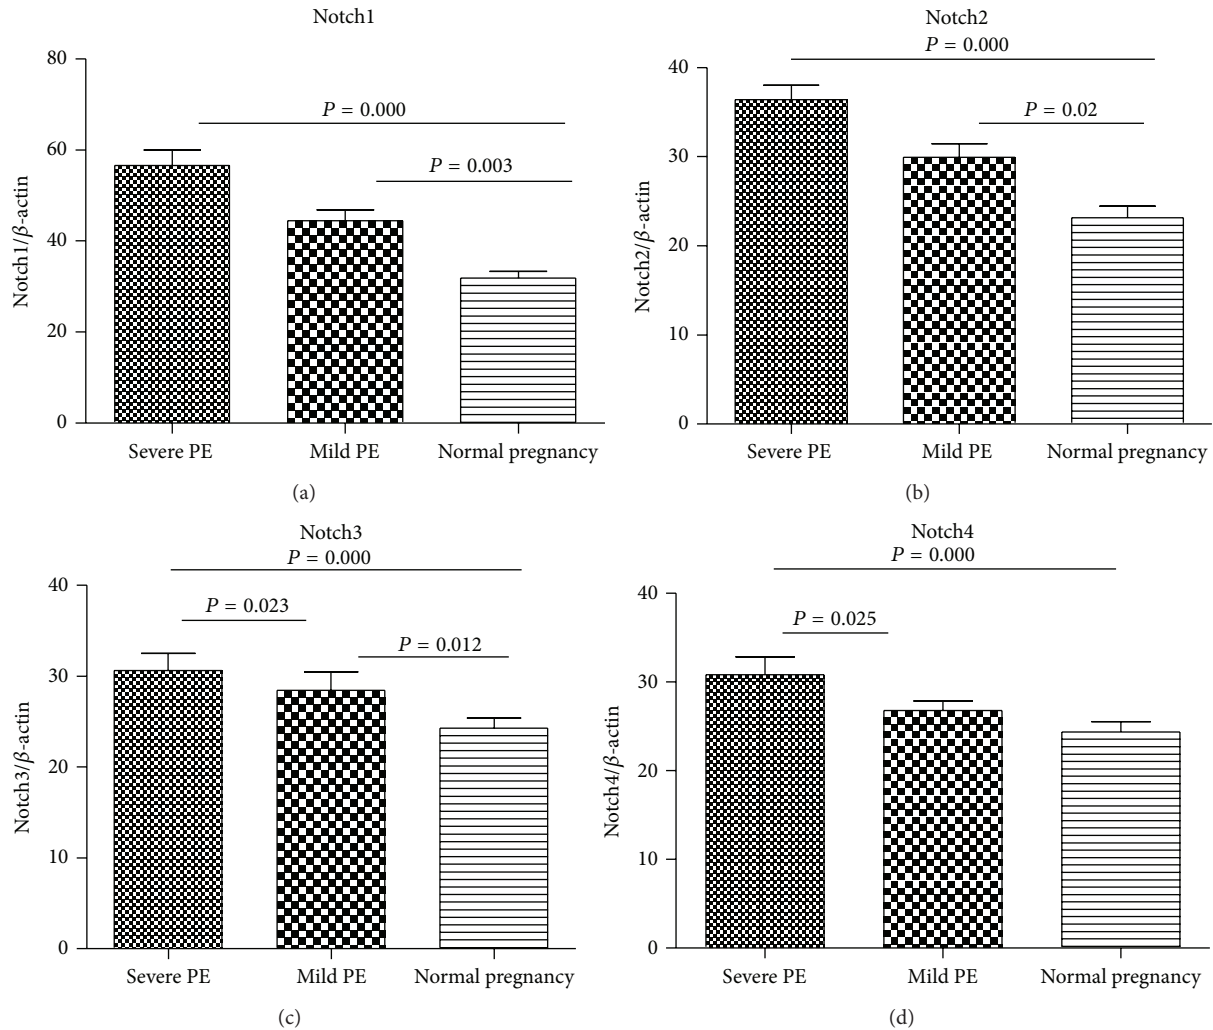 Notch1
80
60
40
20
0
Notch1/β-actin
P = 0.000
P = 0.003
Severe PE
Mild PE
Normal pregnancy
(a)
Notch2
P = 0.000
40
30
20
10
0
Notch2/β-actin
P = 0.02
Severe PE
Mild PE
Normal pregnancy
(b)
Notch3
P = 0.000
40
30
20
10
0
Notch3/β-actin
P = 0.023
P = 0.012
Severe PE
Mild PE
Normal pregnancy
(c)
Notch4
P = 0.000
40
30
20
10
0
Notch4/β-actin
P = 0.025
Severe PE
Mild PE
Normal pregnancy
(d)